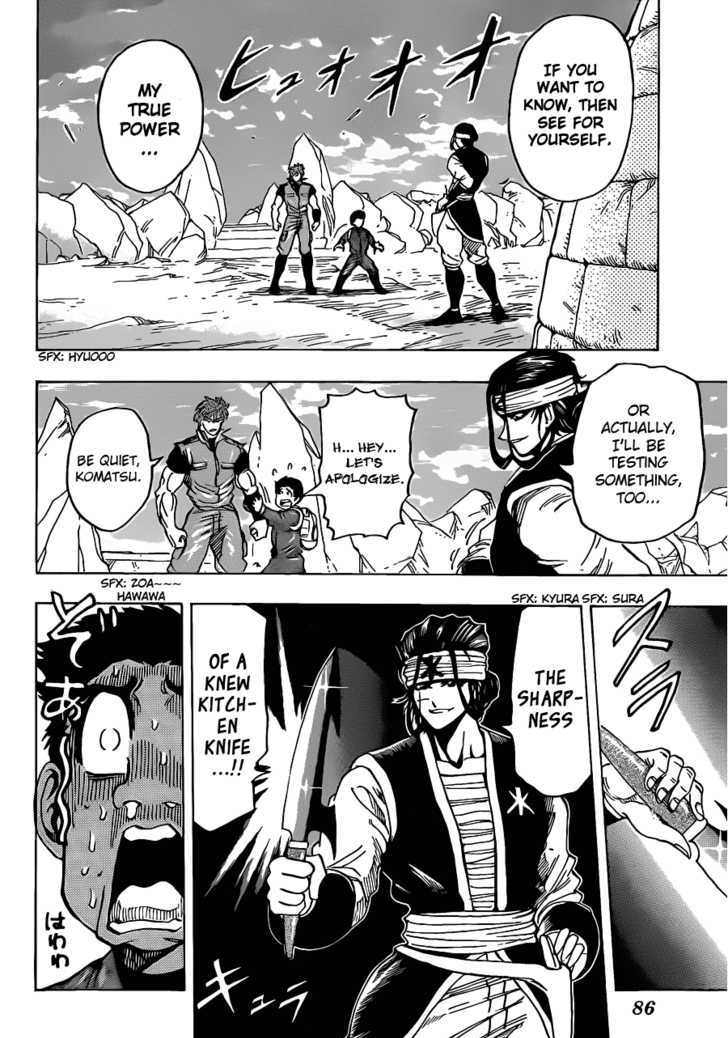 IF YOU
WANT TO
KNOW, THEN
SEE FOR
YOURSELF.
ヒュオオオ
MY
TRUE
POWER
...
SFX: HYUOOO
OR
ACTUALLY,
I'LL BE
TESTING
SOMETHING,
TOO...
H... HEY...
LET'S
APOLOGIZE.
BE QUIET,
KOMATSU.
SFX: SURA
スラ
SFX: KYURA
THE
SHARP-
NESS
OF A
KNEW
KITCH-
EN
KNIFE
...!!
キュラ
SFX: ZOA~~~
HAWAWA
ぞあ
はわわ
86